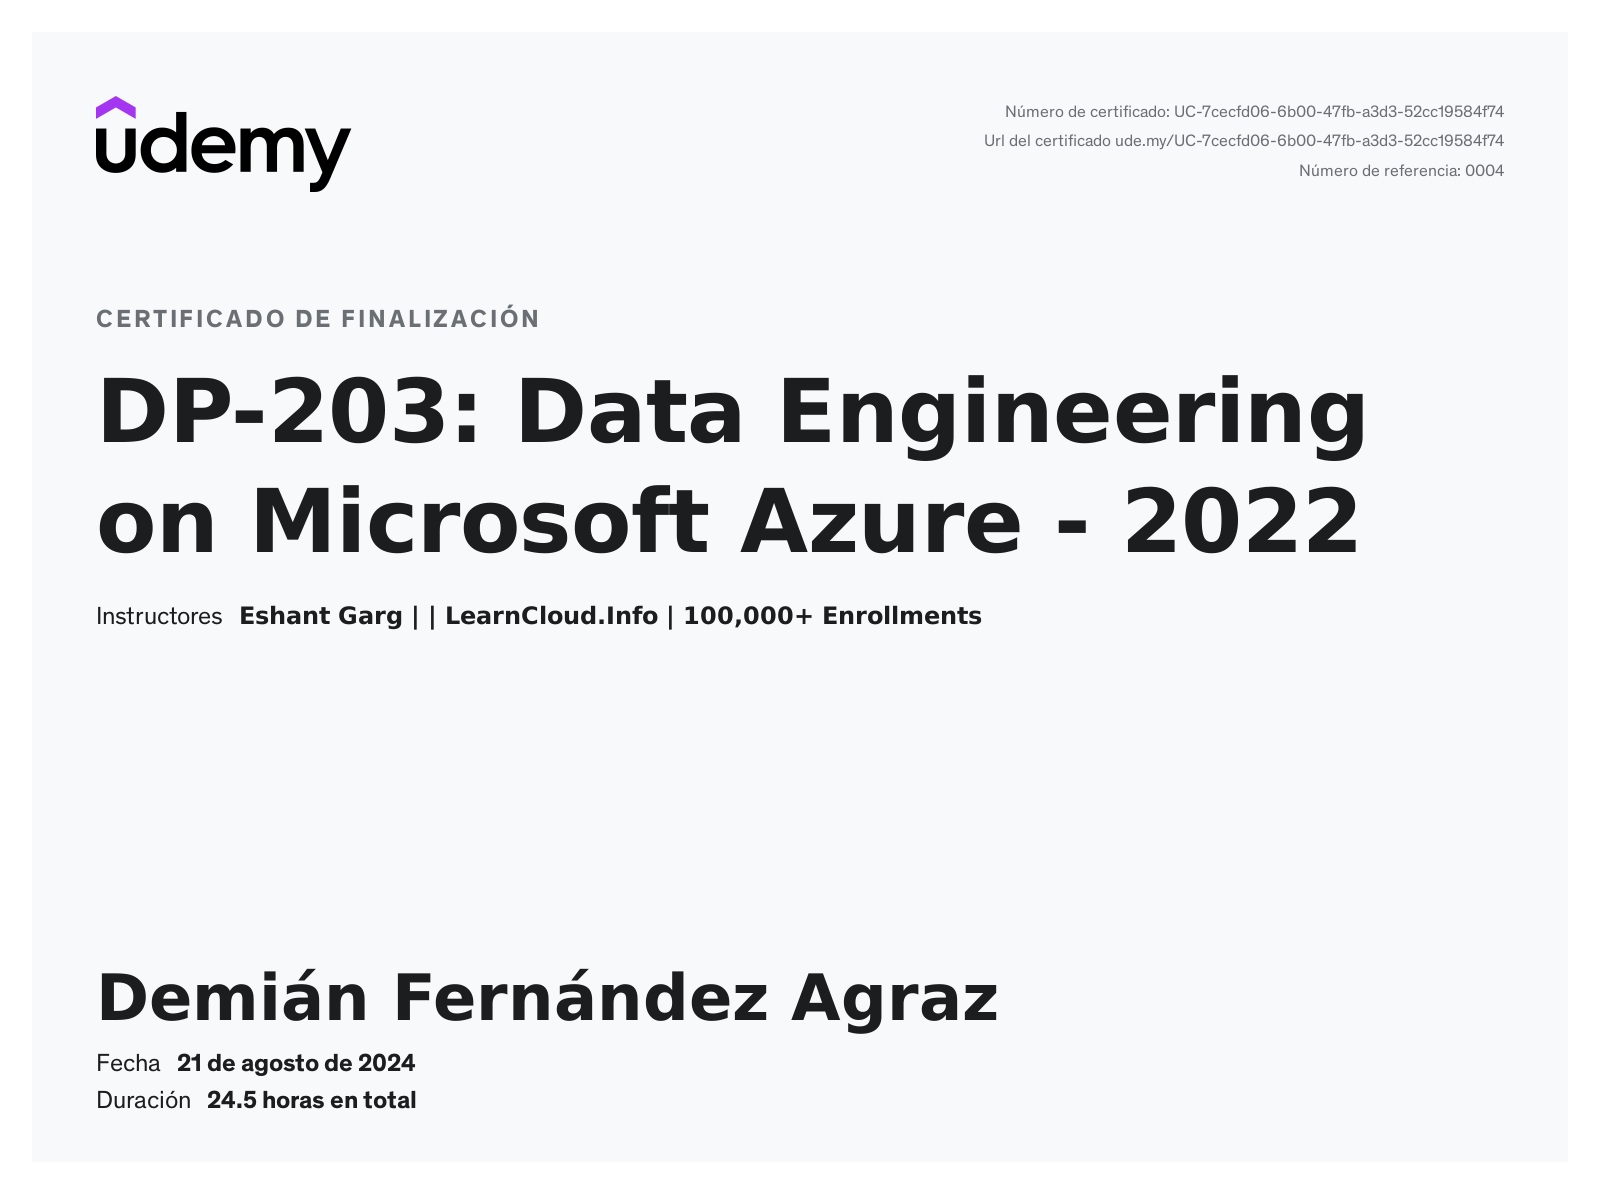 udemy
Número de certificado: UC-7cecfd06-6b00-47fb-a3d3-52cc19584f74
Url del certificado ude.my/UC-7cecfd06-6b00-47fb-a3d3-52cc19584f74
Número de referencia: 0004
CERTIFICADO DE FINALIZACIÓN
DP-203: Data Engineering
on Microsoft Azure - 2022
Instructores Eshant Garg | | LearnCloud.Info | 100,000+ Enrollments
Demián Fernández Agraz
Fecha 21 de agosto de 2024
Duración 24.5 horas en total